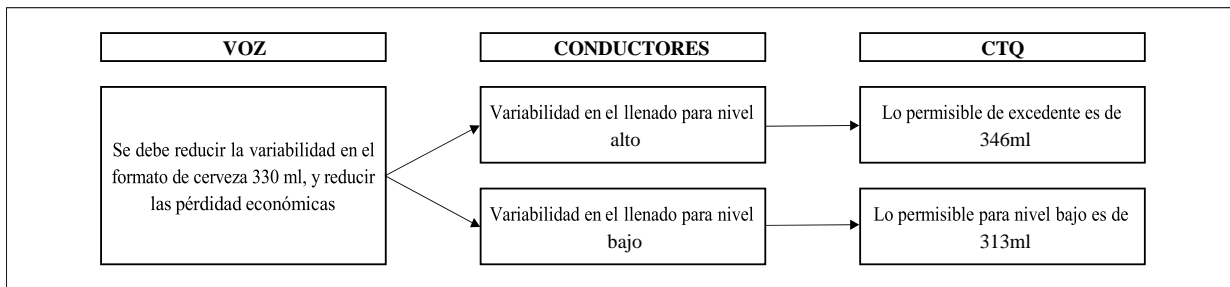 VOZ
CONDUCTORES
CTQ
Se debe reducir la variabilidad en el
formato de cerveza 330 ml, y reducir
las pérdidad económicas
Variabilidad en el llenado para nivel
alto
Lo permisible de excedente es de
346ml
Variabilidad en el llenado para nivel
bajo
Lo permisible para nivel bajo es de
313ml